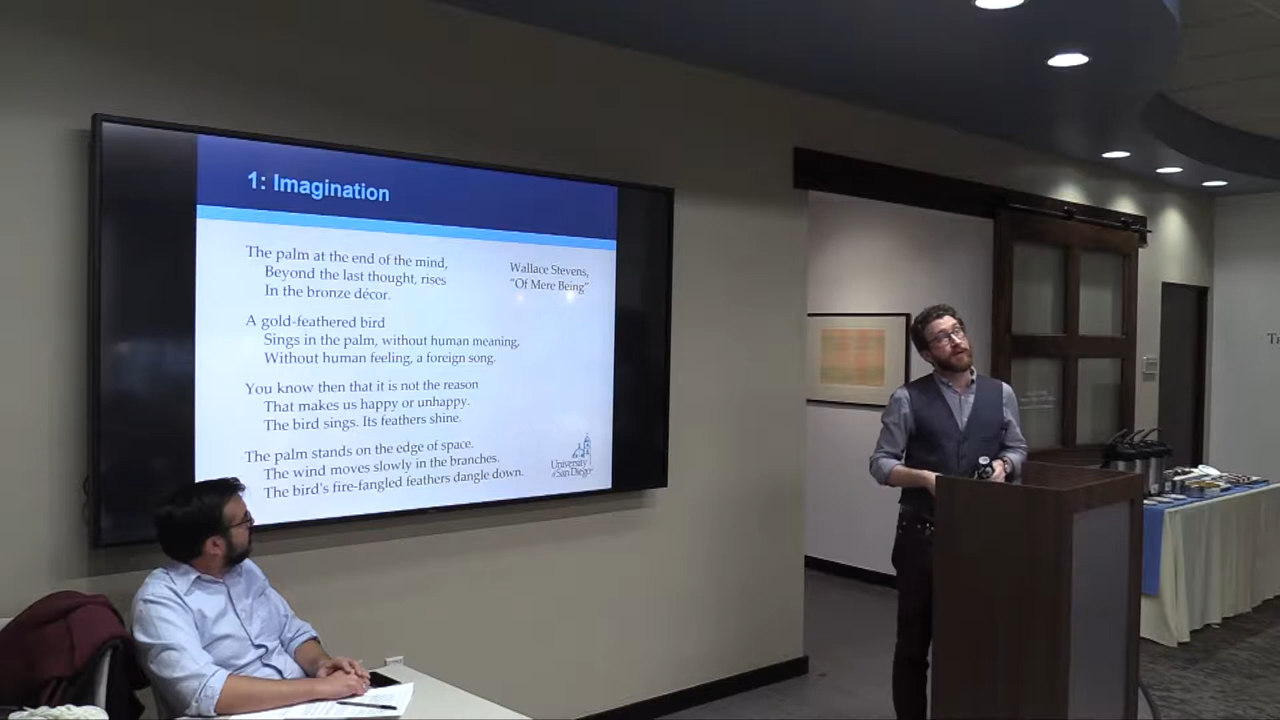 1: Imagination
The palm at the end of the mind,
Beyond the last thought, rises
In the bronze décor.
Wallace Stevens,
“Of Mere Being”
A gold-feathered bird
Sings in the palm, without human meaning,
Without human feeling, a foreign song.
You know then that it is not the reason
That makes us happy or unhappy.
The bird sings. Its feathers shine.
The palm stands on the edge of space.
The wind moves slowly in the branches.
The bird’s fire-fangled feathers dangle down.
University
of San Diego